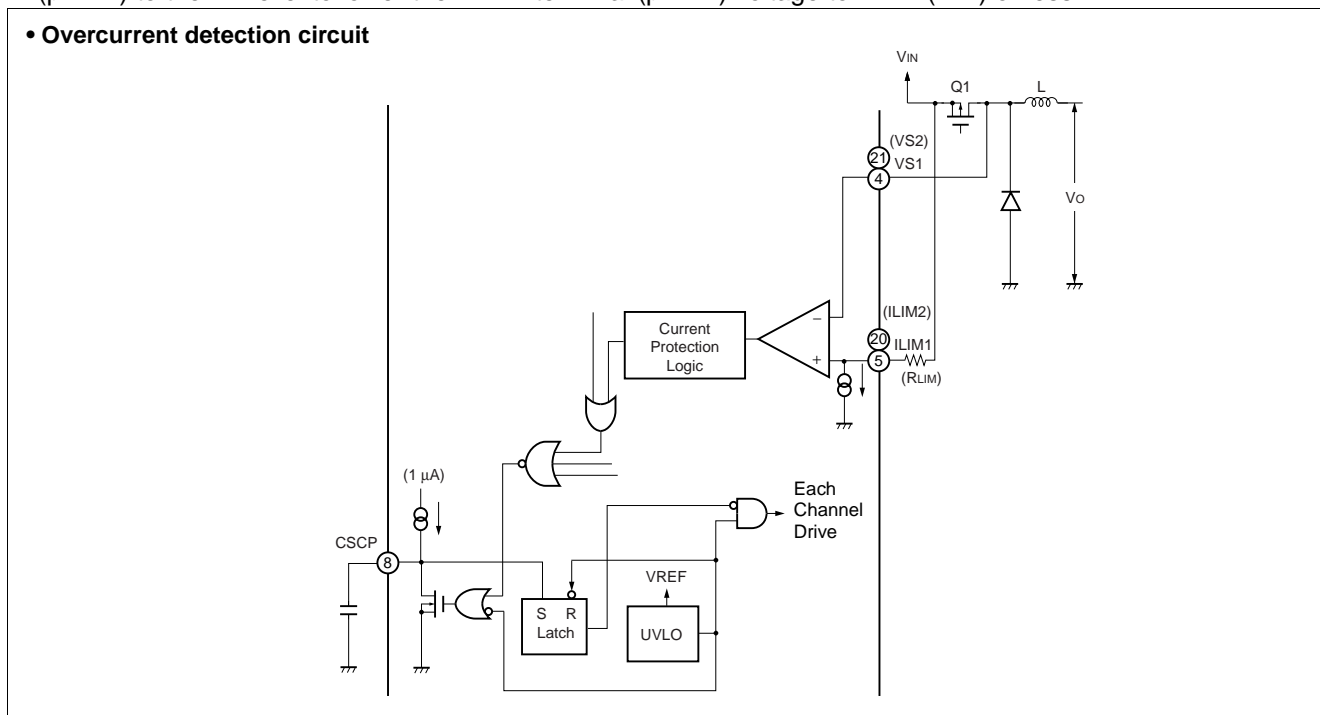 • Overcurrent detection circuit
VIN
Q1
L
(VS2)
21
VS1
4
VO
(ILIM2)
20
ILIM1
5
(RLIM)
−
+
Current
Protection
Logic
(1 µA)
Each
Channel
Drive
CSCP
8
VREF
S R
Latch
UVLO